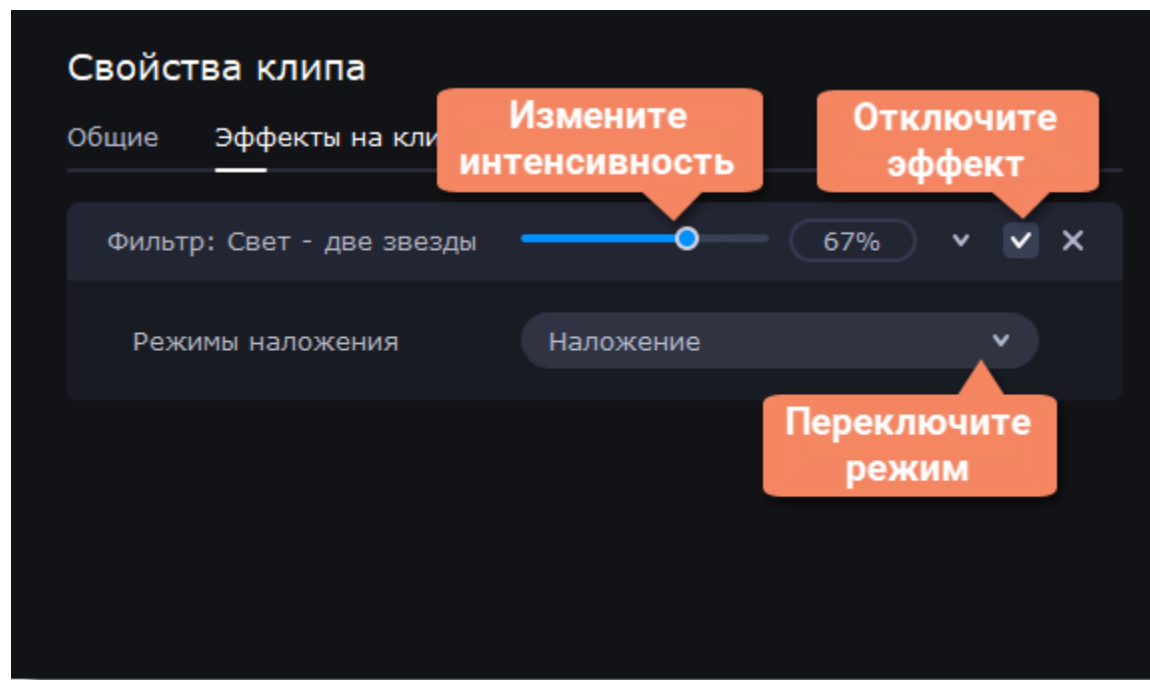 Свойства клипа
Общие Эффекты на кли
Измените
интенсивность
Отключите
эффект
Фильтр: Свет - две звезды 67%
Режимы наложения Наложение
Переключите
режим